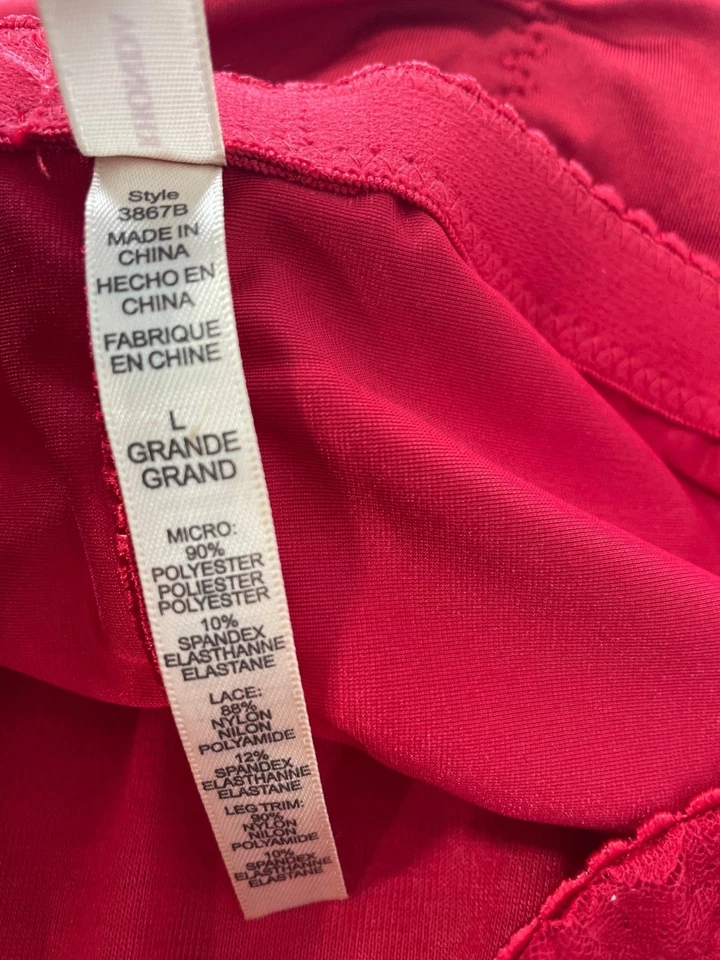 Style
3867B
MADE IN
CHINA
HECHO EN
CHINA
FABRIQUE
EN CHINE
L
GRANDE
GRAND
MICRO:
90%
POLYESTER
POLIESTER
POLYESTER
10%
SPANDEX
ELASTHANNE
ELASTANE
LACE:
88%
NYLON
NILON
POLYAMIDE
12%
SPANDEX
ELASTHANNE
ELASTANE
LEG TRIM:
90%
NYLON
NILON
POLYAMIDE
10%
SPANDEX
ELASTHANNE
ELASTANE